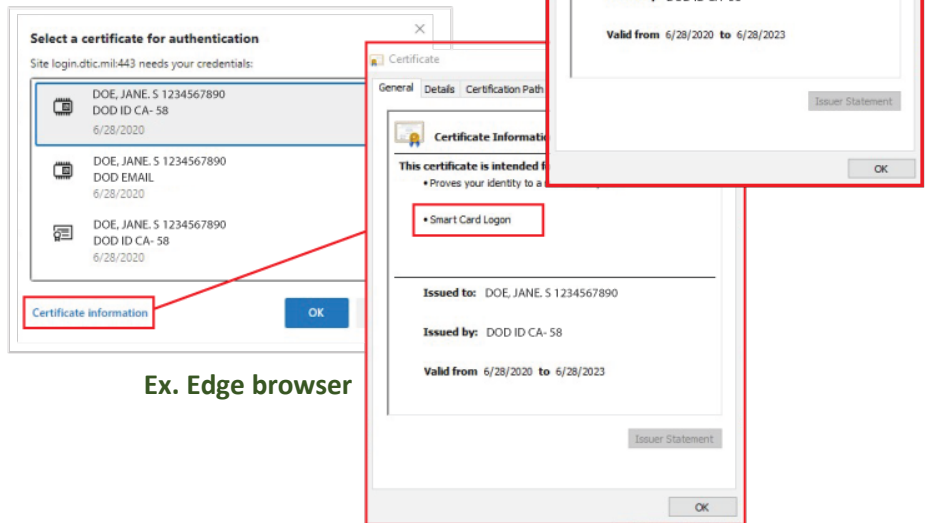 Select a certificate for authentication
Site login.dtic.mil:443 needs your credentials:
DOE, JANE. S 1234567890
DOD ID CA- 58
6/28/2020
DOE, JANE. S 1234567890
DOD EMAIL
6/28/2020
DOE, JANE. S 1234567890
DOD ID CA- 58
6/28/2020
Certificate information
OK
Ex. Edge browser
Certificate
General Details Certification Path
Certificate
This certificate is intended
• Proves your identity to a
• Smart Card Logon
Issued to: DOE, JANE. S 1234567890
Issued by: DOD ID CA- 58
Valid from 6/28/2020 to 6/28/2023
Issuer Statement
OK
Valid from 6/28/2020 to 6/28/2023
Issuer Statement
OK